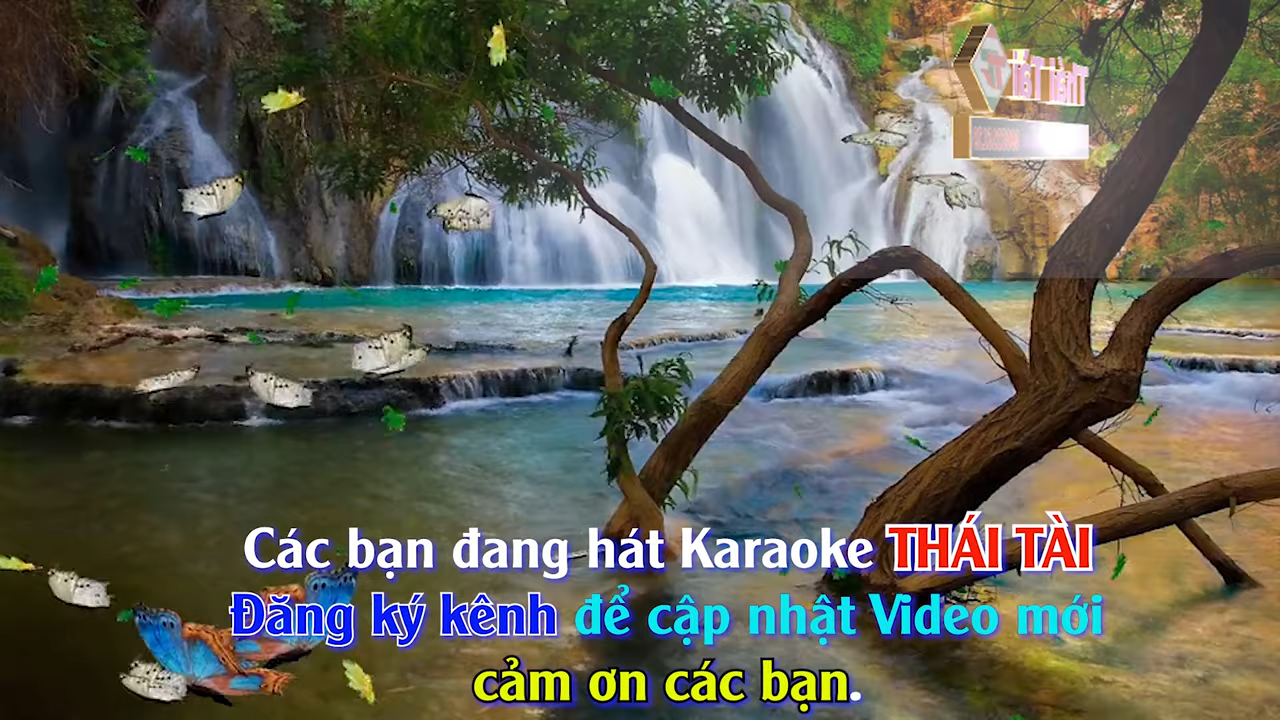 Các bạn đang hát Karaoke THÁI TÀI
Đăng ký kênh để cập nhật Video mới
cảm ơn các bạn.